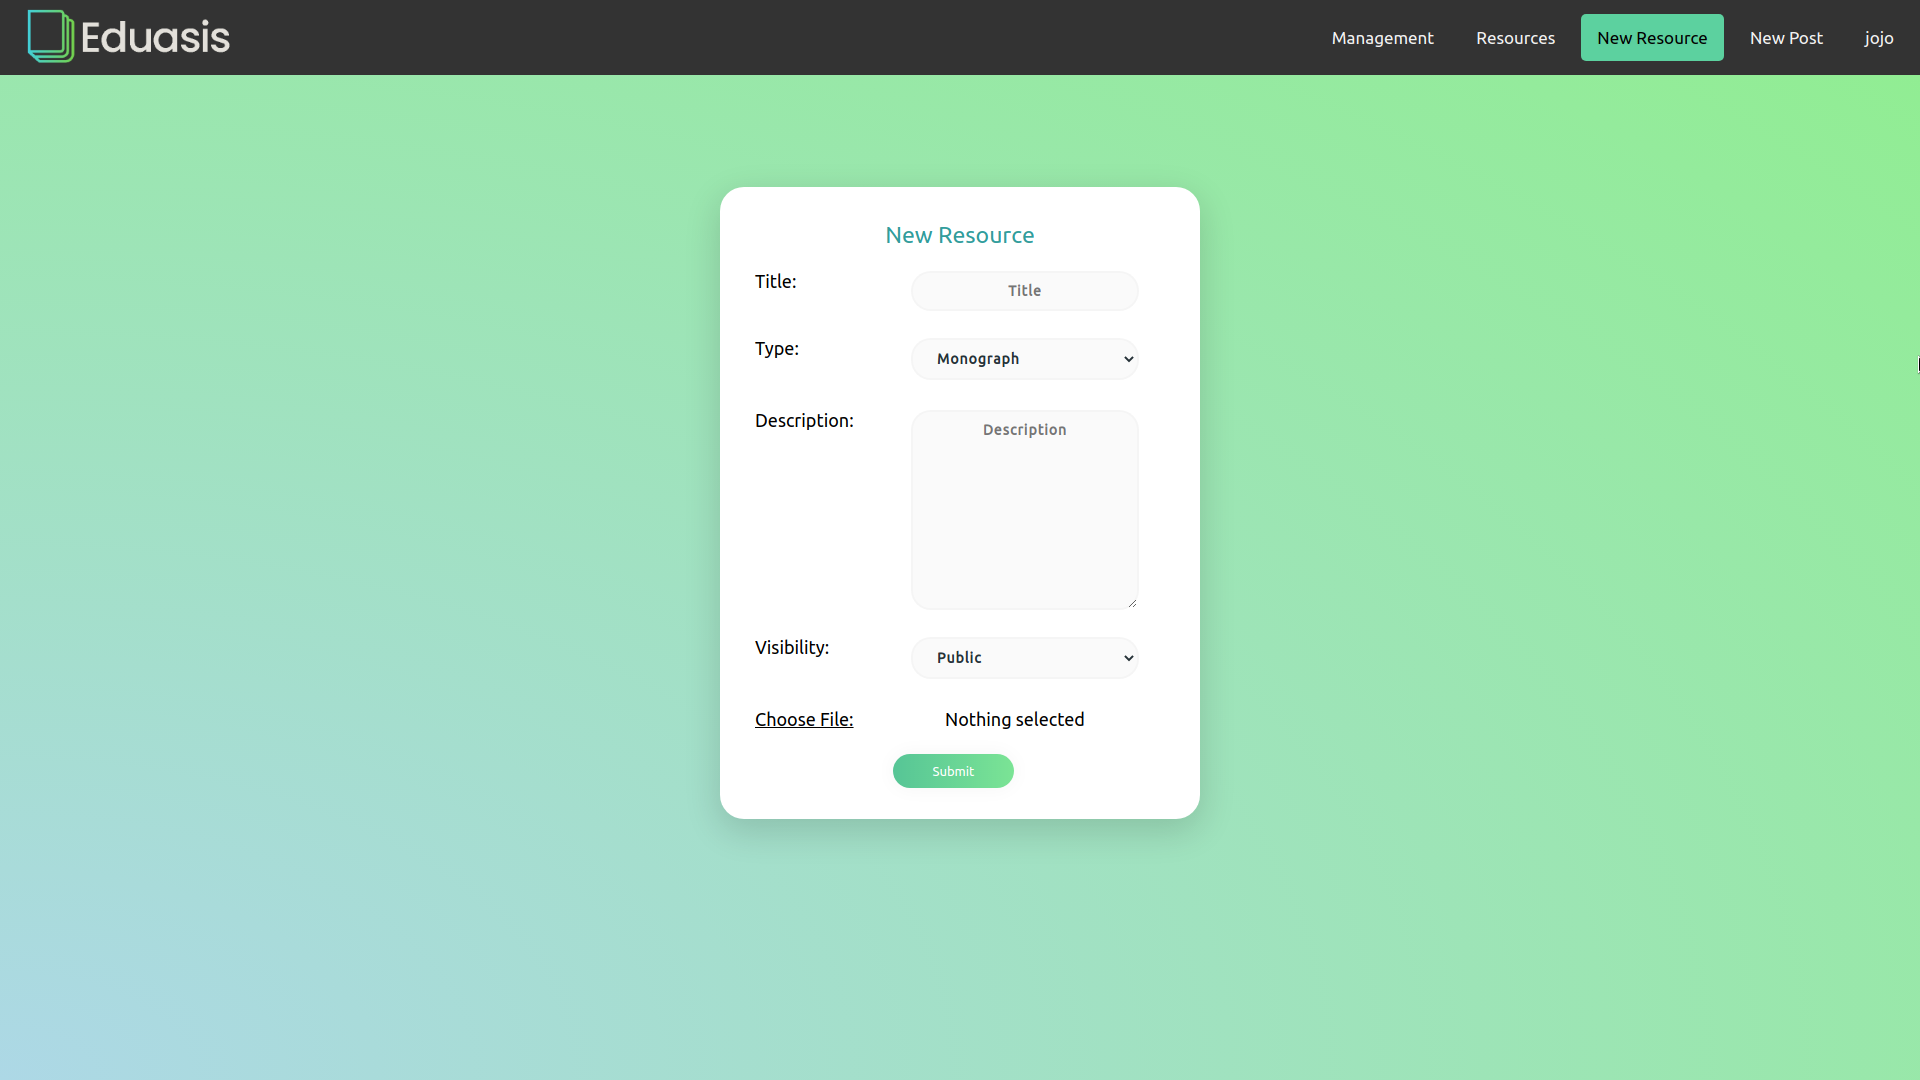 Eduasis
Management Resources New Resource New Post jojo
New Resource
Title: Title
Type: Monograph
Description: Description
Visibility: Public
Choose File: Nothing selected
Submit